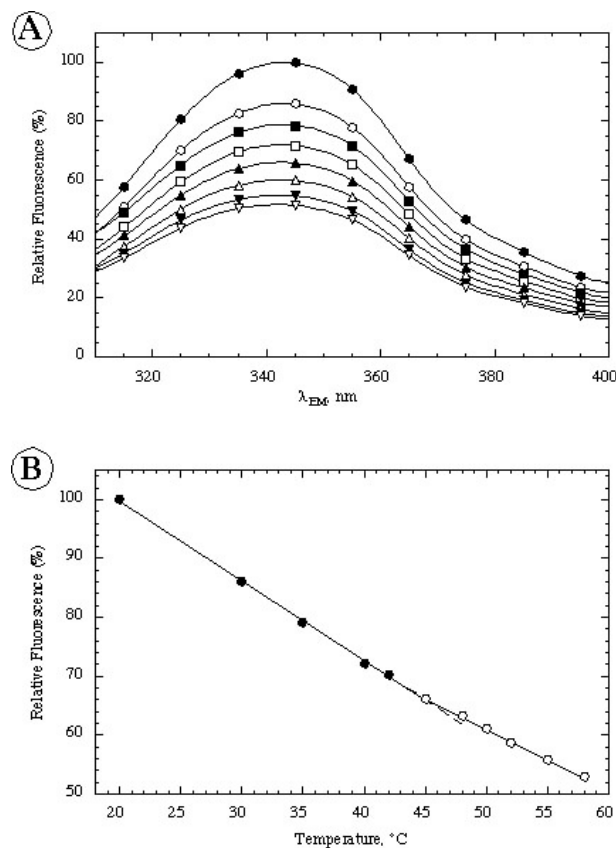 A
100
80
60
40
20
0
Relative Fluorescence (%)
320 340 360 380 400
λEM, nm
B
100
90
80
70
60
50
Relative Fluorescence (%)
20 25 30 35 40 45 50 55 60
Temperature, °C